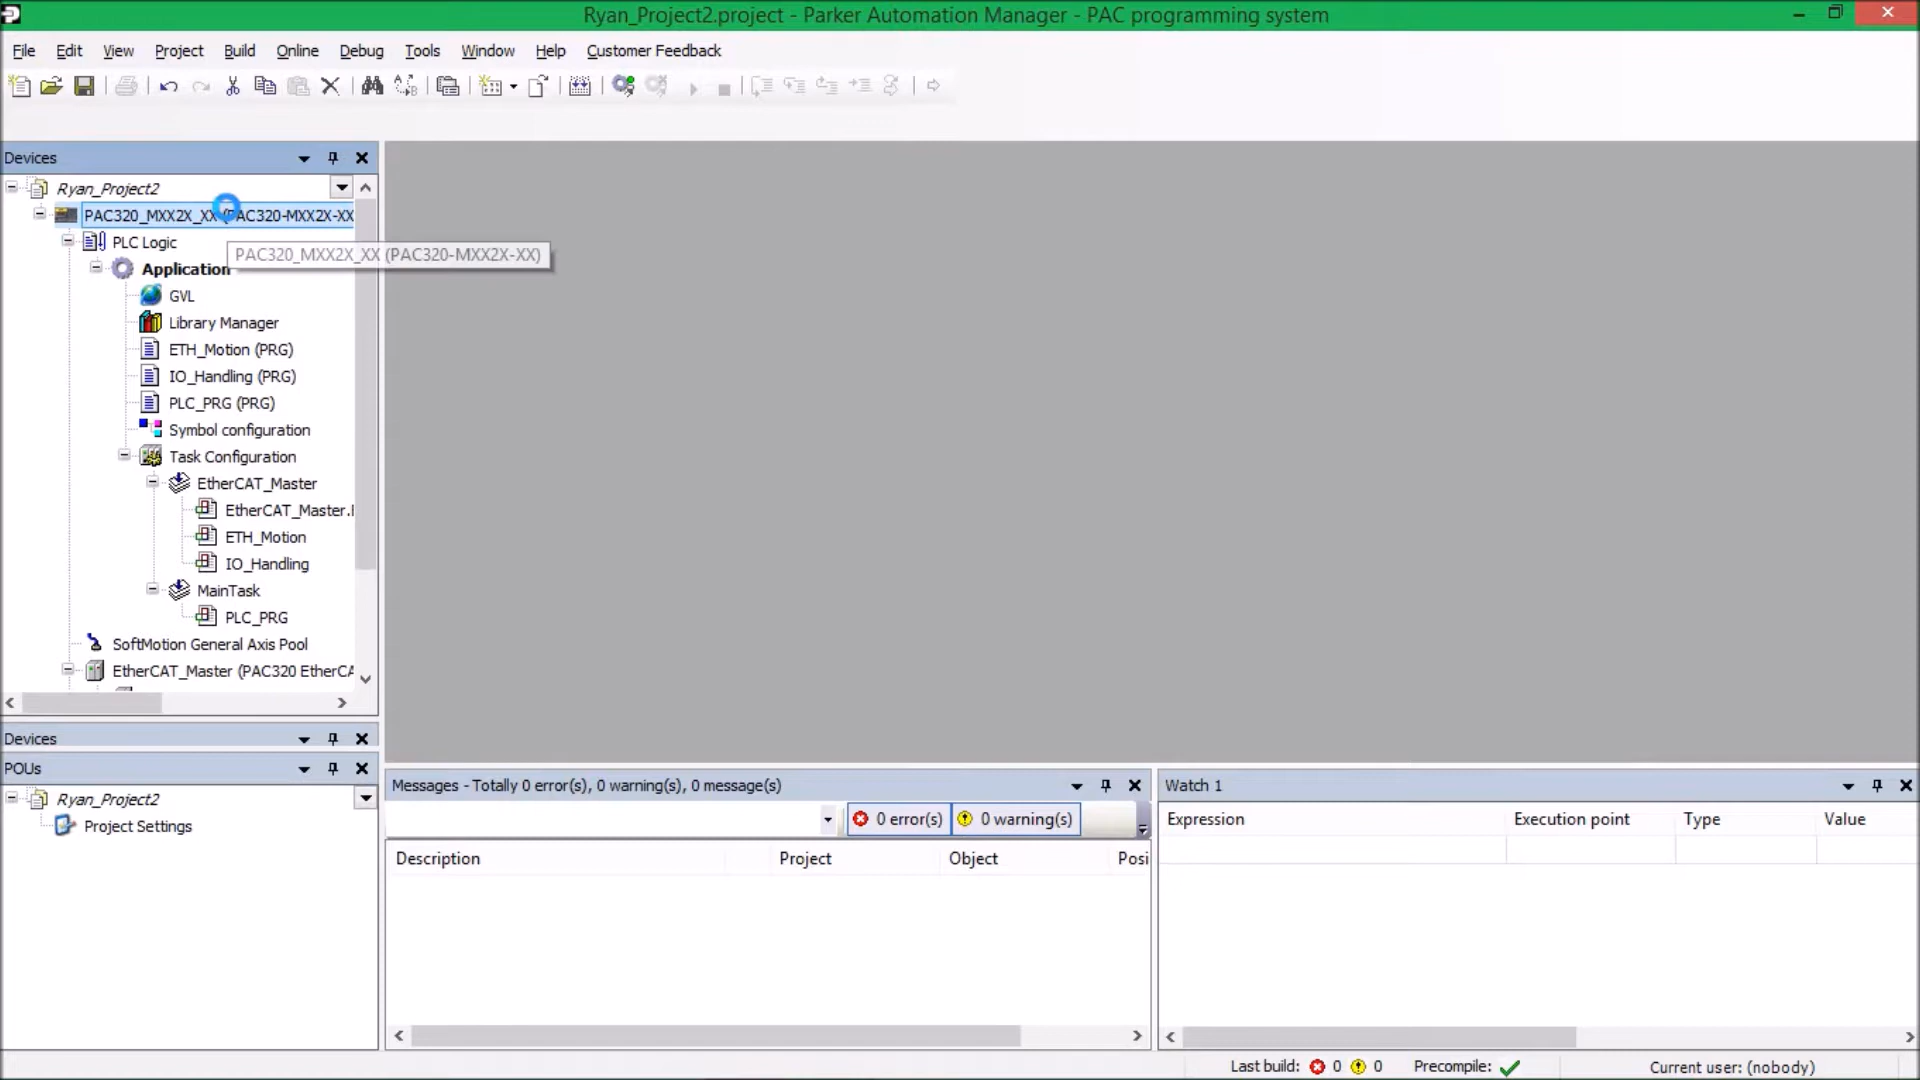 Ryan_Project2.project - Parker Automation Manager - PAC programming system
File Edit View Project Build Online Debug Tools Window Help Customer Feedback
Devices
Ryan_Project2
PAC320_MXX2X_XX (PAC320-MXX2X-XX
PLC Logic
PAC320_MXX2X_XX (PAC320-MXX2X-XX)
Application
GVL
Library Manager
ETH_Motion (PRG)
IO_Handling (PRG)
PLC_PRG (PRG)
Symbol configuration
Task Configuration
EtherCAT_Master
EtherCAT_Master.
ETH_Motion
IO_Handling
MainTask
PLC_PRG
SoftMotion General Axis Pool
EtherCAT_Master (PAC320 EtherCA
Devices
POUs
Ryan_Project2
Project Settings
Messages - Totally 0 error(s), 0 warning(s), 0 message(s)
0 error(s) 0 warning(s)
Description Project Object Posi
Watch 1
Expression Execution point Type Value
Last build: 0 0 Precompile: Current user: (nobody)